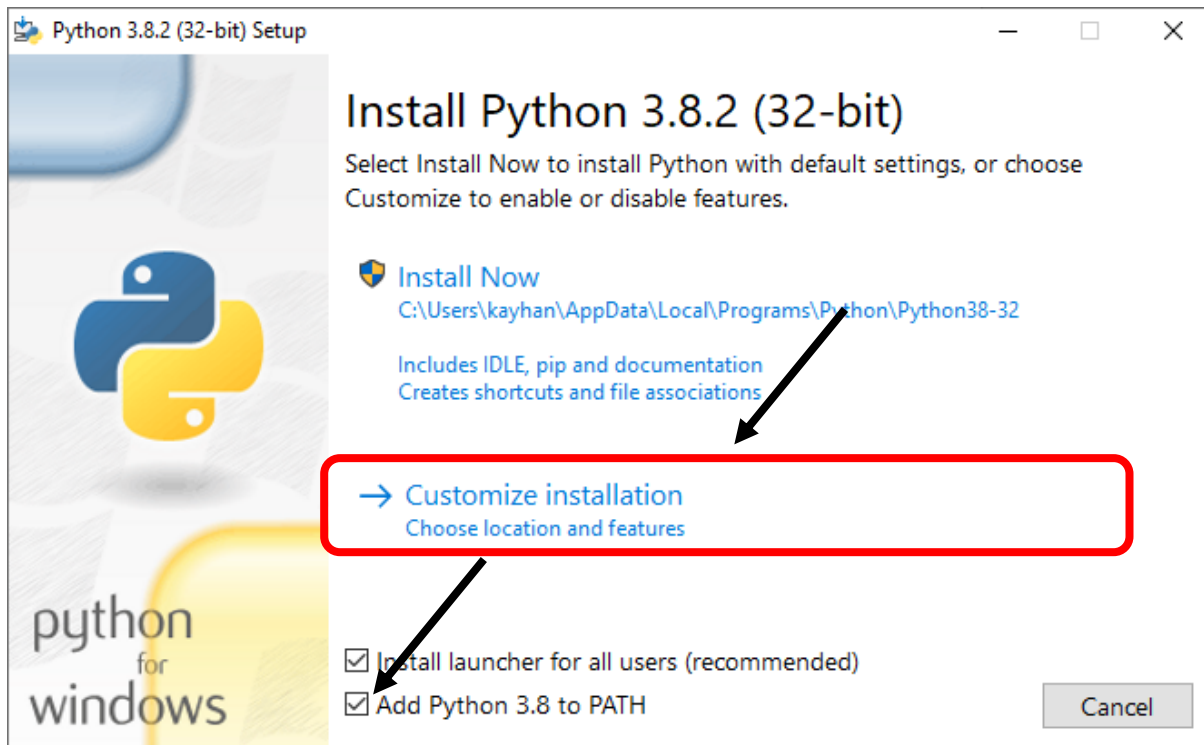 Python 3.8.2 (32-bit) Setup
Install Python 3.8.2 (32-bit)
Select Install Now to install Python with default settings, or choose
Customize to enable or disable features.
Install Now
C:\Users\kayhan\AppData\Local\Programs\Python\Python38-32
Includes IDLE, pip and documentation
Creates shortcuts and file associations
Customize installation
Choose location and features
Install launcher for all users (recommended)
Add Python 3.8 to PATH
Cancel
python
for
windows